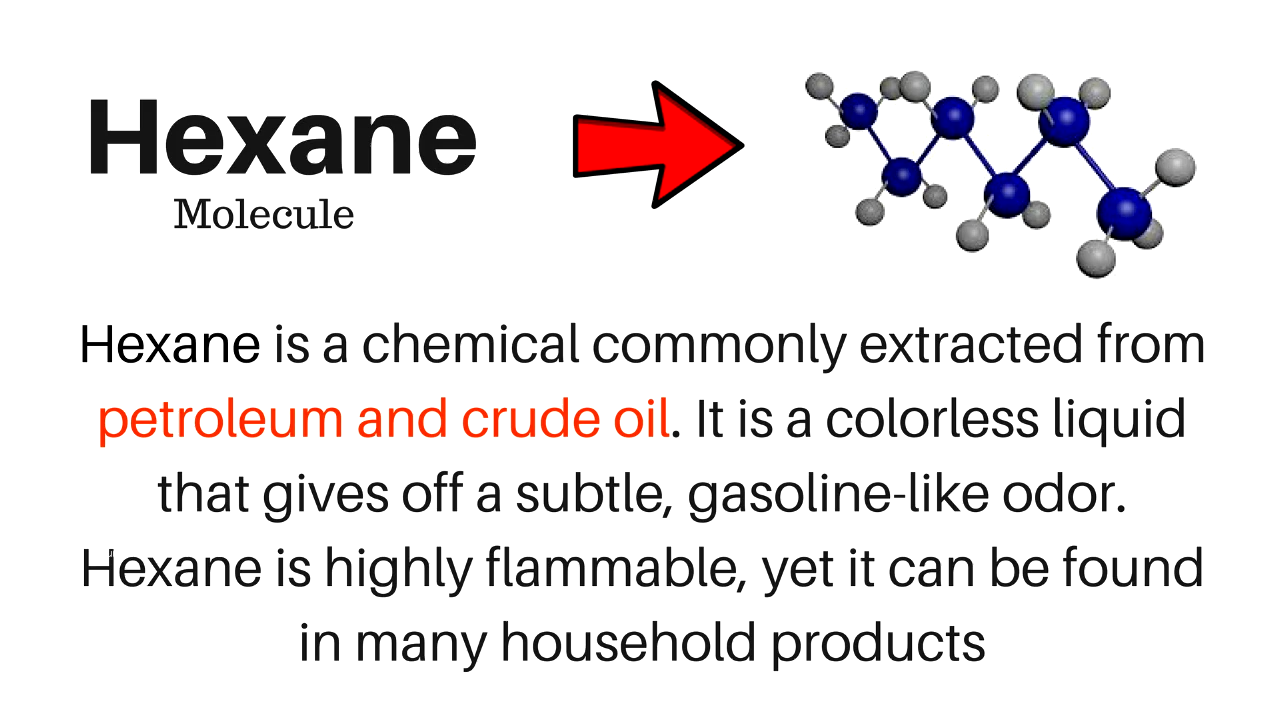 Hexane
Molecule
Hexane is a chemical commonly extracted from
petroleum and crude oil. It is a colorless liquid
that gives off a subtle, gasoline-like odor.
Hexane is highly flammable, yet it can be found
in many household products